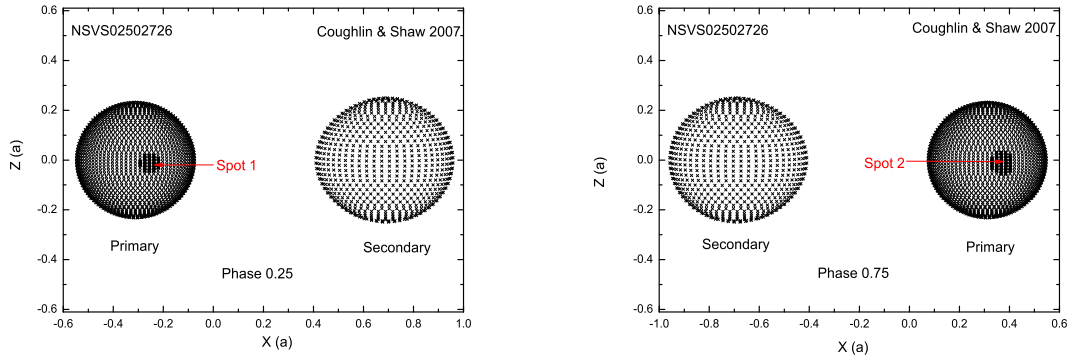 NSVS02502726
Coughlin & Shaw 2007
0.6
0.4
0.2
0.0
-0.2
-0.4
-0.6
Z (a)
Spot 1
Primary
Secondary
Phase 0.25
-0.6 -0.4 -0.2 0.0 0.2 0.4 0.6 0.8 1.0
X (a)
NSVS02502726
Coughlin & Shaw 2007
0.6
0.4
0.2
0.0
-0.2
-0.4
-0.6
Z (a)
Spot 2
Secondary
Primary
Phase 0.75
-1.0 -0.8 -0.6 -0.4 -0.2 0.0 0.2 0.4 0.6
X (a)